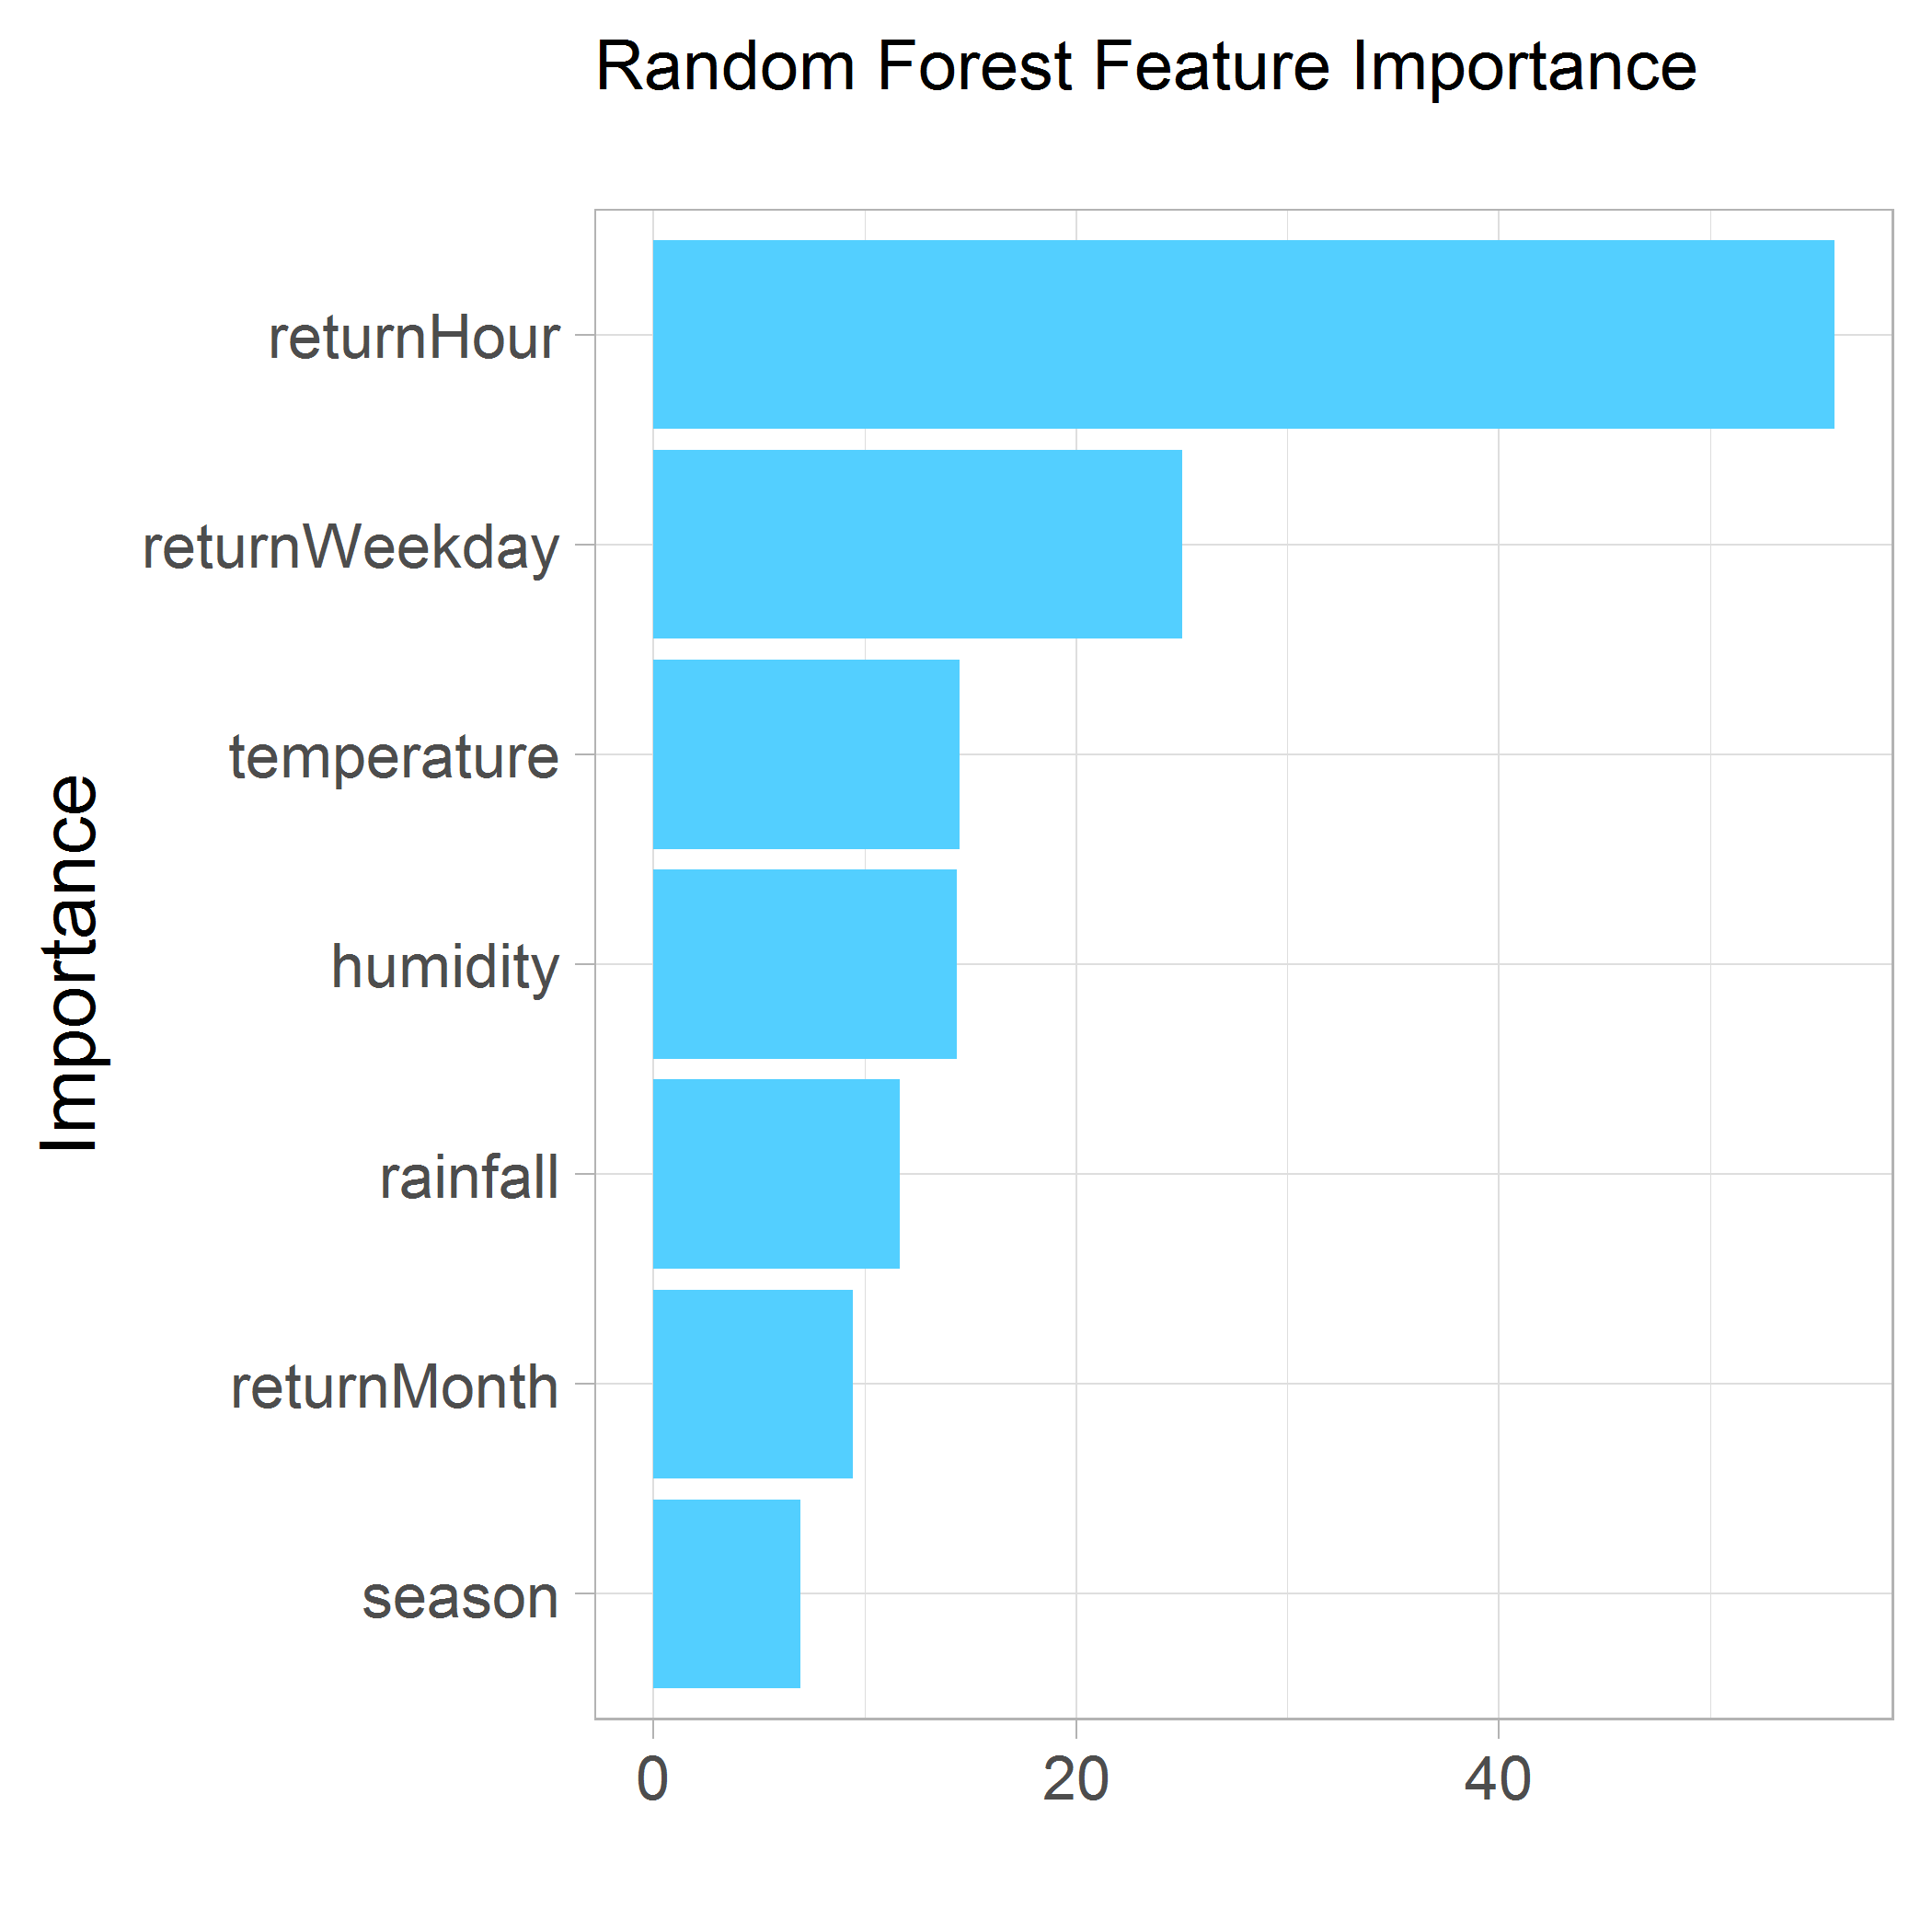 Random Forest Feature Importance
returnHour
returnWeekday
temperature
humidity
rainfall
returnMonth
season
Importance
0 20 40